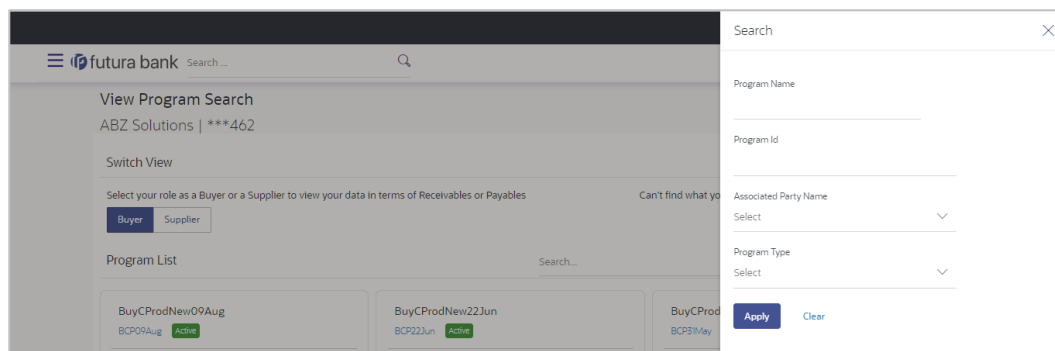 futura bank Search ...
View Program Search
ABZ Solutions | ***462
Switch View
Select your role as a Buyer or a Supplier to view your data in terms of Receivables or Payables
Can't find what yo
Buyer Supplier
Program List
Search...
BuyCProdNew09Aug
BCP09Aug Active
BuyCProdNew22Jun
BCP22Jun Active
BuyCProd
BCP31May
Search
Program Name
Program Id
Associated Party Name
Select
Program Type
Select
Apply Clear